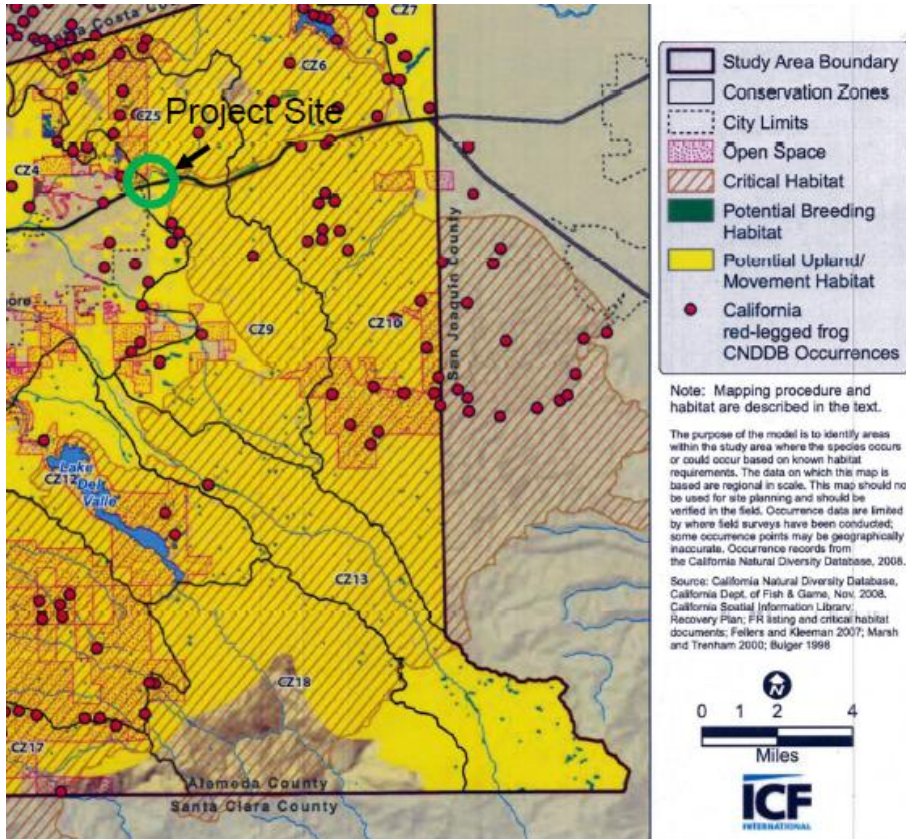 Contra Costa County
CZ7
CZ6
CZ5
Project Site
CZ4
San Joaquin County
CZ9
CZ10
Lake
Del
Valle
CZ12
CZ13
CZ18
CZ17
Alameda County
Santa Clara County
Study Area Boundary
Conservation Zones
City Limits
Open Space
Critical Habitat
Potential Breeding
Habitat
Potential Upland/
Movement Habitat
California
red-legged frog
CNDDB Occurrences
Note: Mapping procedure and
habitat are described in the text.
The purpose of the model is to identify areas
within the study area where the species occurs
or could occur based on known habitat
requirements. The data on which this map is
based are regional in scale. This map should not
be used for site planning and should be
verified in the field. Occurrence data are limited
by where field surveys have been conducted;
some occurrence points may be geographically
inaccurate. Occurrence records from
the California Natural Diversity Database, 2008.
Source: California Natural Diversity Database,
California Dept. of Fish & Game, Nov. 2008.
California Spatial Information Library;
Recovery Plan; FR listing and critical habitat
documents; Fellers and Kleeman 2007; Marsh
and Trenham 2000; Bulger 1998
N
0 1 2 4
Miles
ICF
INTERNATIONAL